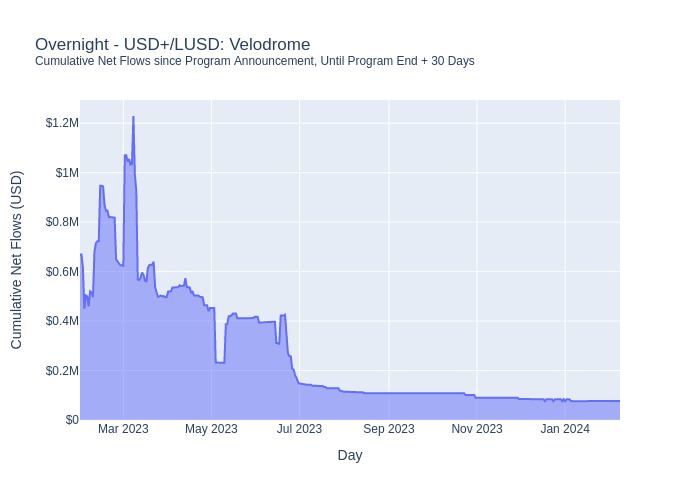 Overnight - USD+/LUSD: Velodrome
Cumulative Net Flows since Program Announcement, Until Program End + 30 Days
Cumulative Net Flows (USD)
$1.2M
$1M
$0.8M
$0.6M
$0.4M
$0.2M
$0
Mar 2023 May 2023 Jul 2023 Sep 2023 Nov 2023 Jan 2024
Day